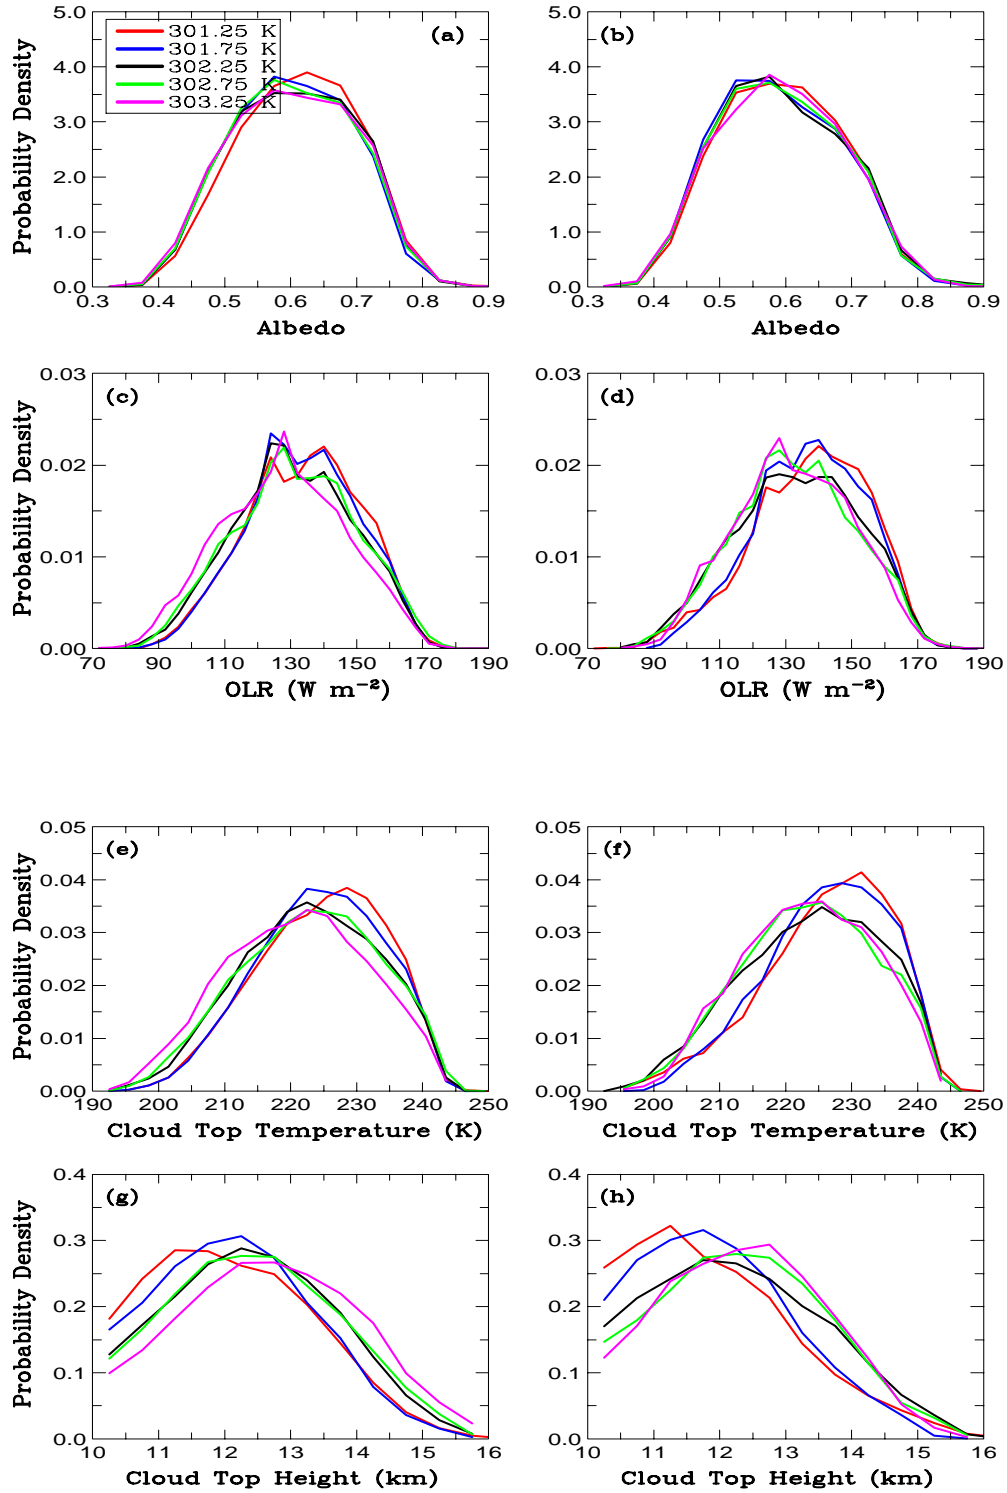 5.0
4.0
3.0
2.0
1.0
0.0
Probability Density
301.25 K
301.75 K
302.25 K
302.75 K
303.25 K
(a)
0.3 0.4 0.5 0.6 0.7 0.8 0.9
Albedo
5.0
4.0
3.0
2.0
1.0
0.0
(b)
0.3 0.4 0.5 0.6 0.7 0.8 0.9
Albedo
0.03
0.02
0.01
0.00
Probability Density
(c)
70 90 110 130 150 170 190
OLR (W m⁻²)
0.03
0.02
0.01
0.00
(d)
70 90 110 130 150 170 190
OLR (W m⁻²)
0.05
0.04
0.03
0.02
0.01
0.00
Probability Density
(e)
190 200 210 220 230 240 250
Cloud Top Temperature (K)
0.05
0.04
0.03
0.02
0.01
0.00
(f)
190 200 210 220 230 240 250
Cloud Top Temperature (K)
0.4
0.3
0.2
0.1
0.0
Probability Density
(g)
10 11 12 13 14 15 16
Cloud Top Height (km)
0.4
0.3
0.2
0.1
0.0
(h)
10 11 12 13 14 15 16
Cloud Top Height (km)